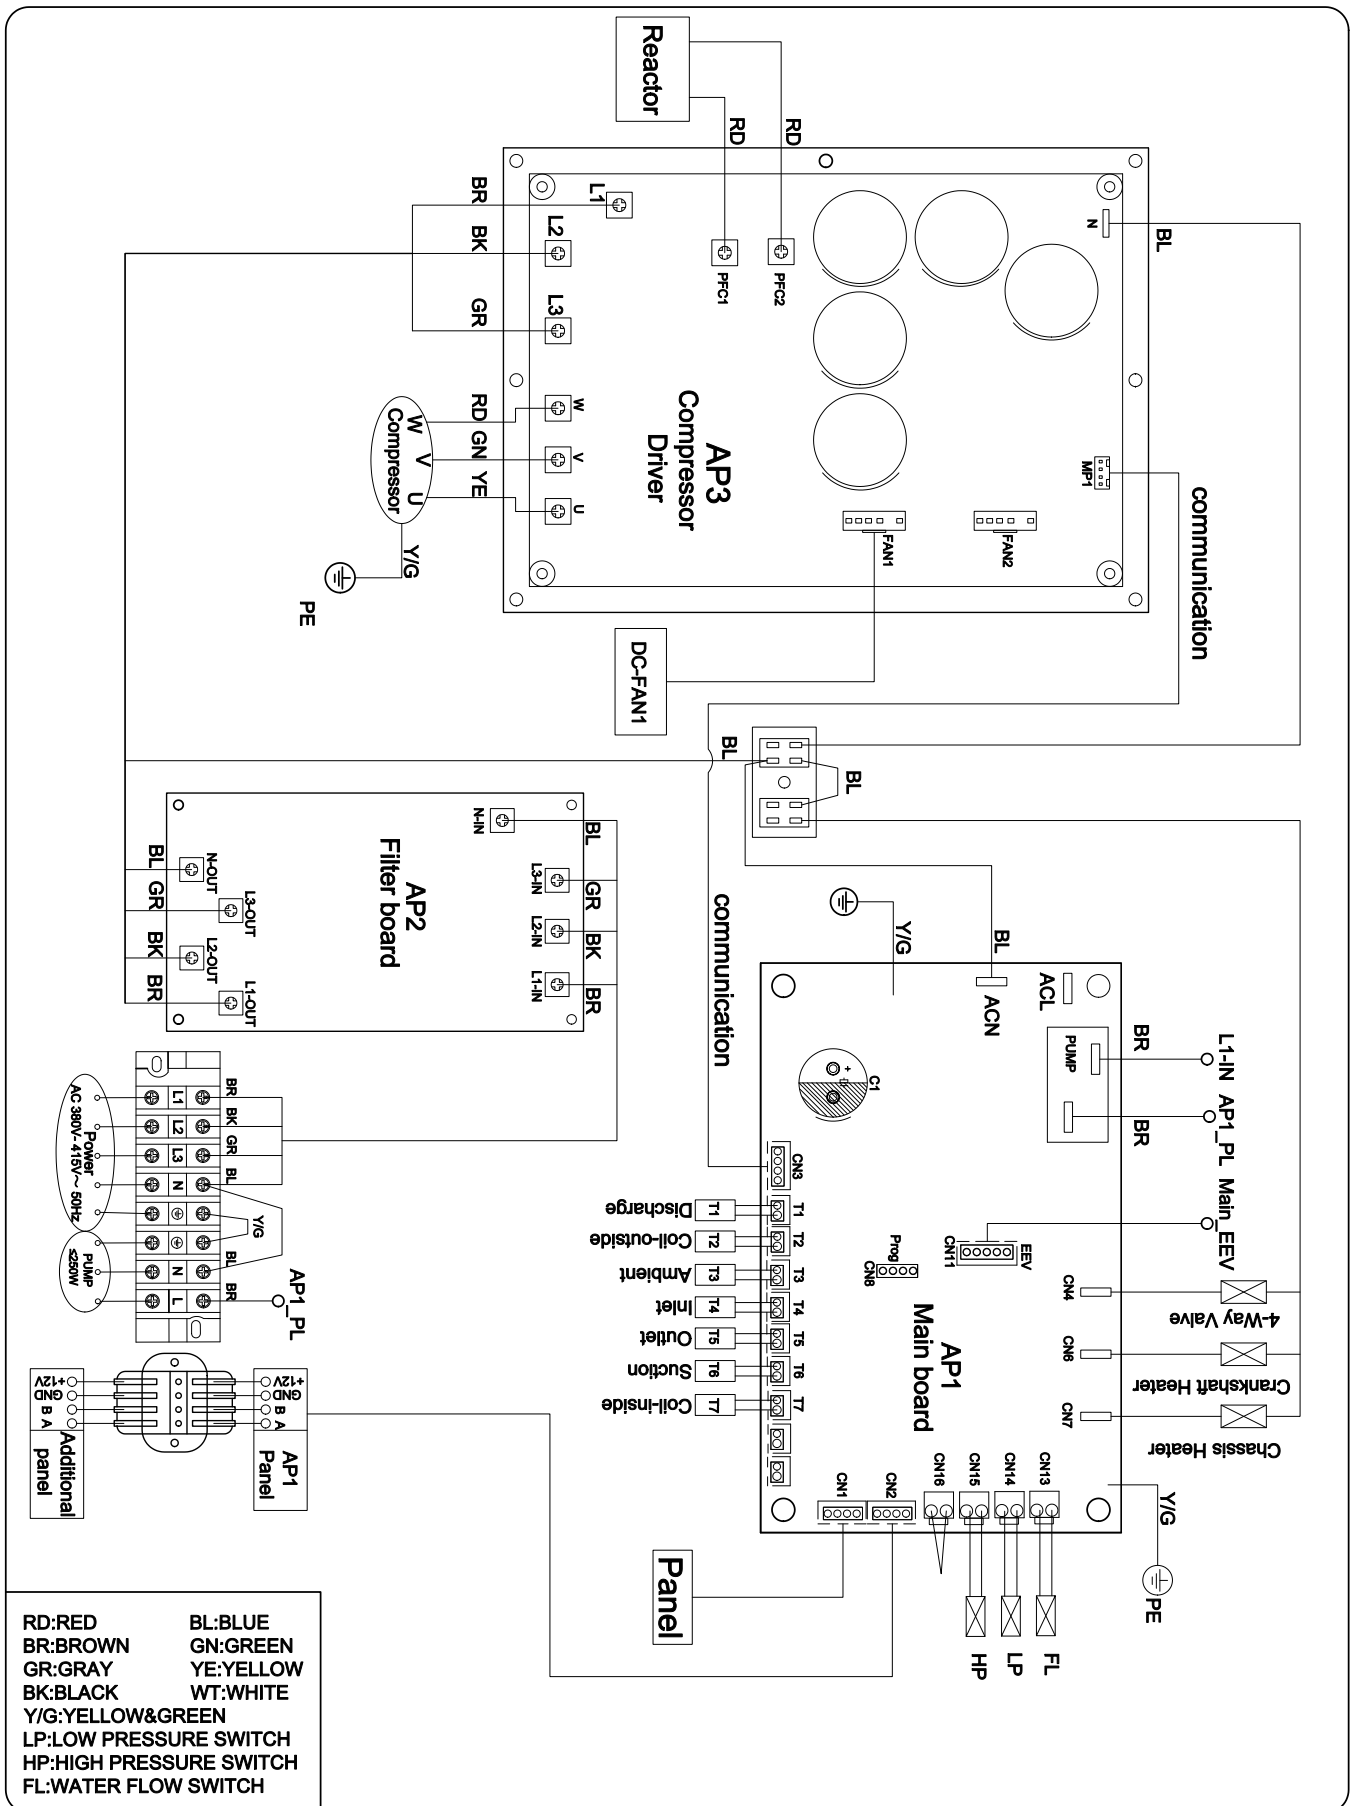 Reactor
RD
RD
BR
BK
GR
L1
L2
L3
PFC1
PFC2
N
BL
AP3
Compressor
Driver
MP1
communication
W
V
U
RD
GN
YE
W
V
U
Compressor
Y/G
PE
FAN1
FAN2
DC-FAN1
BL
BL
AP2
Filter board
N-IN
L3-IN
L2-IN
L1-IN
BL
GR
BK
BR
N-OUT
L3-OUT
L2-OUT
L1-OUT
BL
GR
BK
BR
communication
Y/G
BL
ACN
ACL
PUMP
BR
BR
L1-IN
AP1_PL
Main_EEV
C1
CN3
T1
T2
T3
T4
T5
T6
T7
T1
T2
T3
T4
T5
T6
T7
Discharge
Coil-outside
Ambient
Inlet
Outlet
Suction
Coil-inside
Prog
CN8
CN11
EEV
AP1
Main board
CN4
CN6
CN7
4-Way Valve
Crankshaft Heater
Chassis Heater
CN1
CN2
CN16
CN15
CN14
CN13
HP
LP
FL
Y/G
PE
Panel
BR
BK
GR
BL
Y/G
BL
BR
L1
L2
L3
N
N
L
Power
AC 380V- 415V~ 50Hz
PUMP
≤250W
AP1_PL
+12V
GND
B
A
+12V
GND
B
A
Additional
panel
AP1
Panel
RD:RED BL:BLUE
BR:BROWN GN:GREEN
GR:GRAY YE:YELLOW
BK:BLACK WT:WHITE
Y/G:YELLOW&GREEN
LP:LOW PRESSURE SWITCH
HP:HIGH PRESSURE SWITCH
FL:WATER FLOW SWITCH